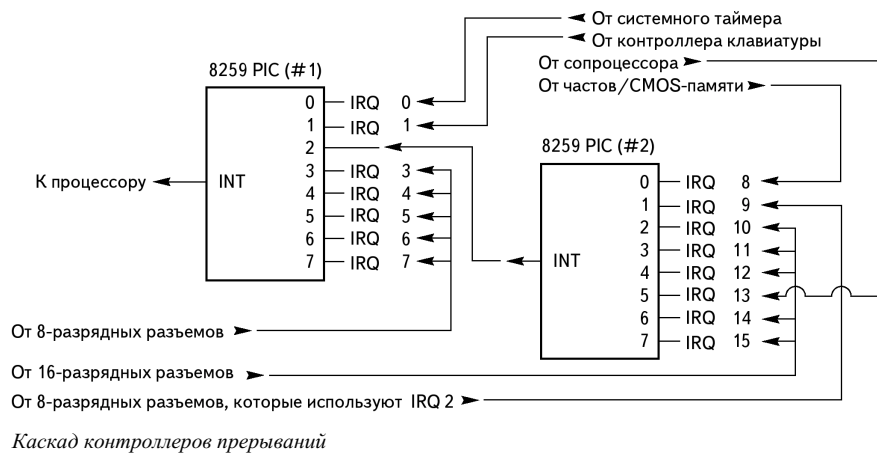 От системного таймера
От контроллера клавиатуры
От сопроцессора
От частов/CMOS-памяти
8259 PIC (#1)
0 IRQ 0
1 IRQ 1
2
3 IRQ 3
4 IRQ 4
5 IRQ 5
6 IRQ 6
7 IRQ 7
К процессору
INT
8259 PIC (#2)
0 IRQ 8
1 IRQ 9
2 IRQ 10
3 IRQ 11
4 IRQ 12
5 IRQ 13
6 IRQ 14
7 IRQ 15
INT
От 8-разрядных разъемов
От 16-разрядных разъемов
От 8-разрядных разъемов, которые используют IRQ 2
Каскад контроллеров прерываний